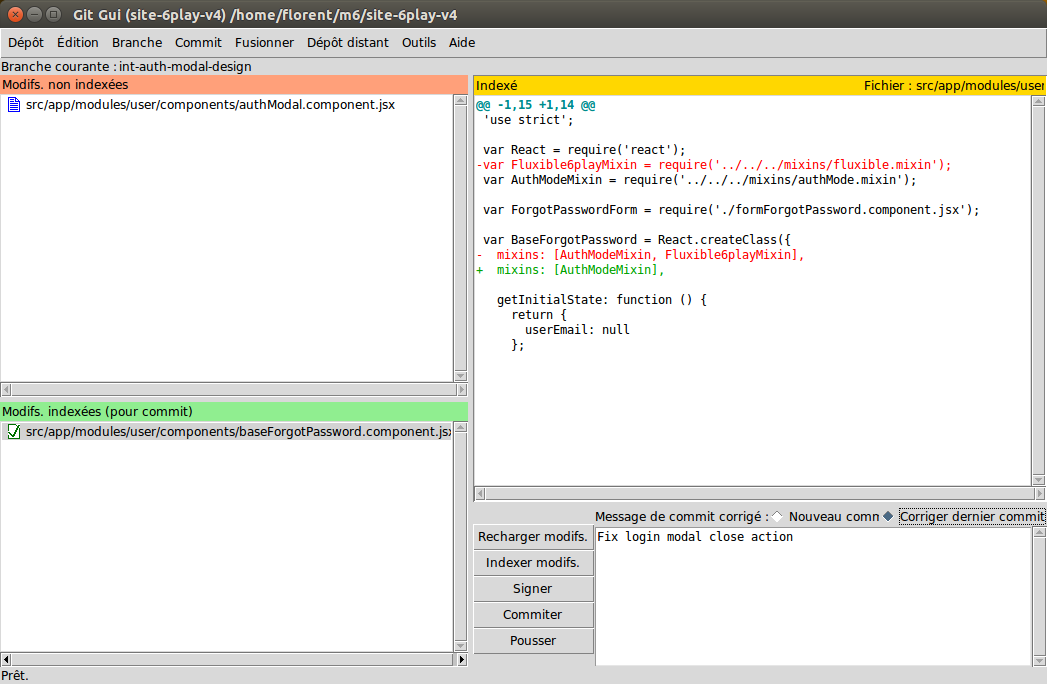 Git Gui (site-6play-v4) /home/florent/m6/site-6play-v4
Dépôt Édition Branche Commit Fusionner Dépôt distant Outils Aide
Branche courante : int-auth-modal-design
Modifs. non indexées
src/app/modules/user/components/authModal.component.jsx
Modifs. indexées (pour commit)
src/app/modules/user/components/baseForgotPassword.component.jsx
Indexé Fichier : src/app/modules/user
@@ -1,15 +1,14 @@
'use strict';
var React = require('react');
-var Fluxible6playMixin = require('../../../mixins/fluxible.mixin');
var AuthModeMixin = require('../../../mixins/authMode.mixin');
var ForgotPasswordForm = require('./formForgotPassword.component.jsx');
var BaseForgotPassword = React.createClass({
-  mixins: [AuthModeMixin, Fluxible6playMixin],
+  mixins: [AuthModeMixin],
getInitialState: function () {
return {
userEmail: null
};
Message de commit corrigé : Nouveau comm Corriger dernier commit
Recharger modifs.
Indexer modifs.
Signer
Commiter
Pousser
Fix login modal close action
Prêt.